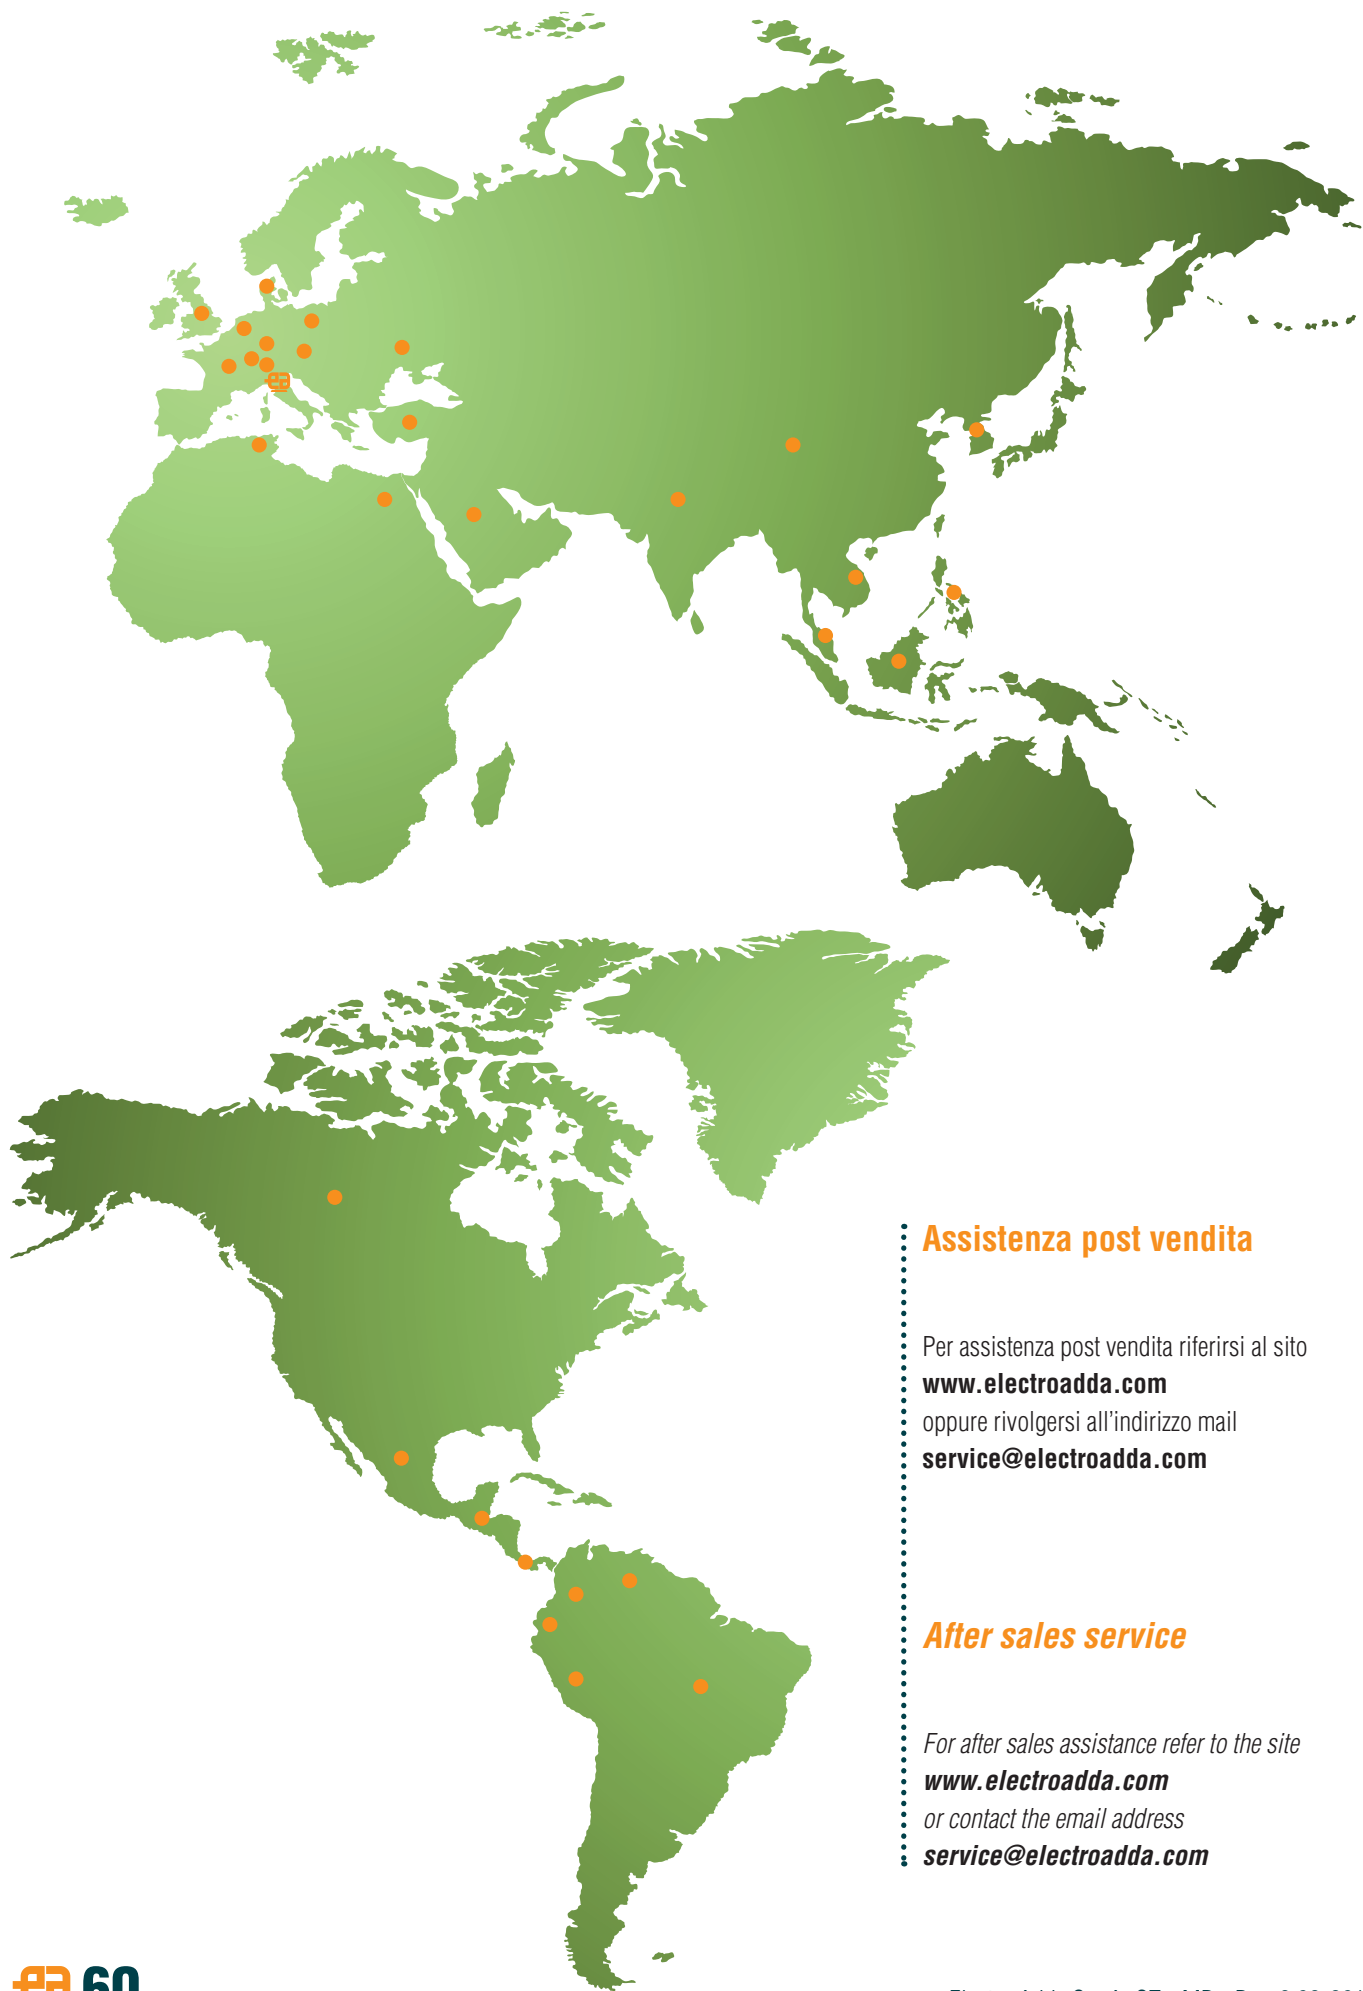 Assistenza post vendita
Per assistenza post vendita riferirsi al sito
www.electroadda.com
oppure rivolgersi all'indirizzo mail
service@electroadda.com
After sales service
For after sales assistance refer to the site
www.electroadda.com
or contact the email address
service@electroadda.com
60